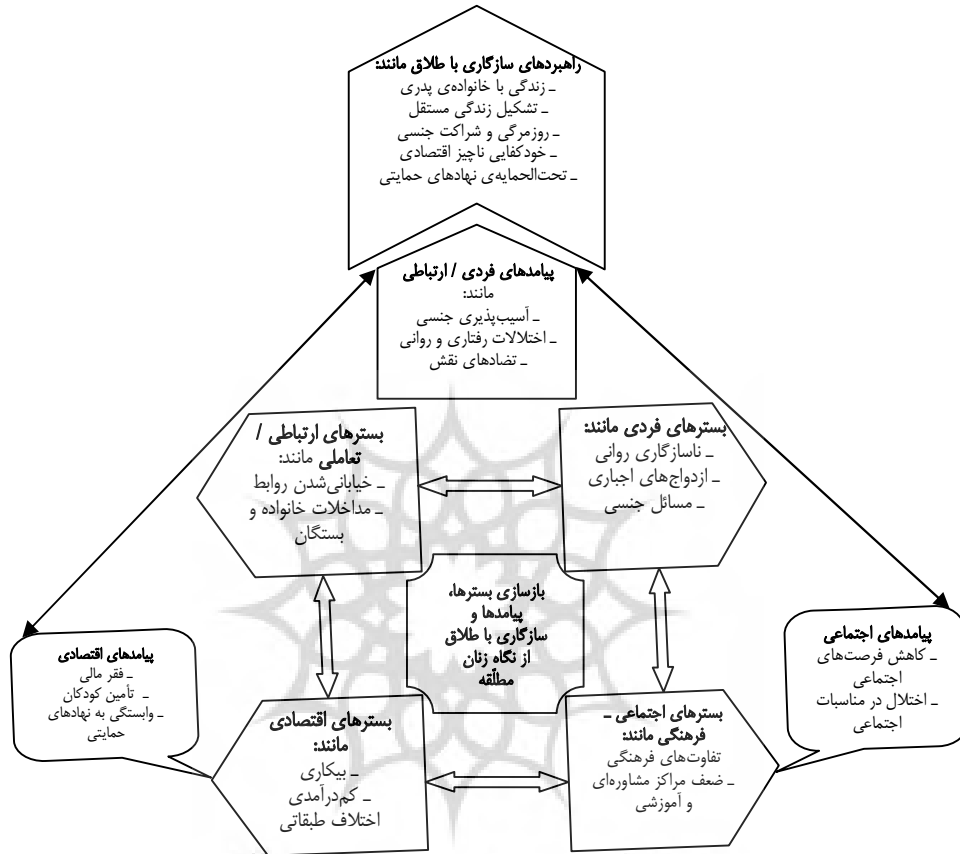 راهبردهای سازگاری با طلاق مانند:
ـ زندگی با خانواده‌ی پدری
ـ تشکیل زندگی مستقل
ـ روزمرگی و شراکت جنسی
ـ خودکفایی ناچیز اقتصادی
ـ تحت‌الحمایه‌ی نهادهای حمایتی
پیامدهای فردی / ارتباطی
مانند:
ـ آسیب‌پذیری جنسی
ـ اختلالات رفتاری و روانی
ـ تضادهای نقش
بسترهای فردی مانند:
ـ ناسازگاری روانی
ـ ازدواج‌های اجباری
ـ مسائل جنسی
بسترهای ارتباطی /
تعاملی مانند:
ـ خیابانی‌شدن روابط
ـ مداخلات خانواده و
بستگان
بازسازی بسترها،
پیامدها و
سازگاری با طلاق
از نگاه زنان
مطلّقه
پیامدهای اجتماعی
ـ کاهش فرصت‌های
اجتماعی
ـ اختلال در مناسبات
اجتماعی
پیامدهای اقتصادی
ـ فقر مالی
ـ تأمین کودکان
ـ وابستگی به نهادهای
حمایتی
بسترهای اجتماعی ـ
فرهنگی مانند:
تفاوت‌های فرهنگی
ـ ضعف مراکز مشاوره‌ای
و آموزشی
بسترهای اقتصادی
مانند:
ـ بیکاری
ـ کم‌درآمدی
اختلاف طبقاتی